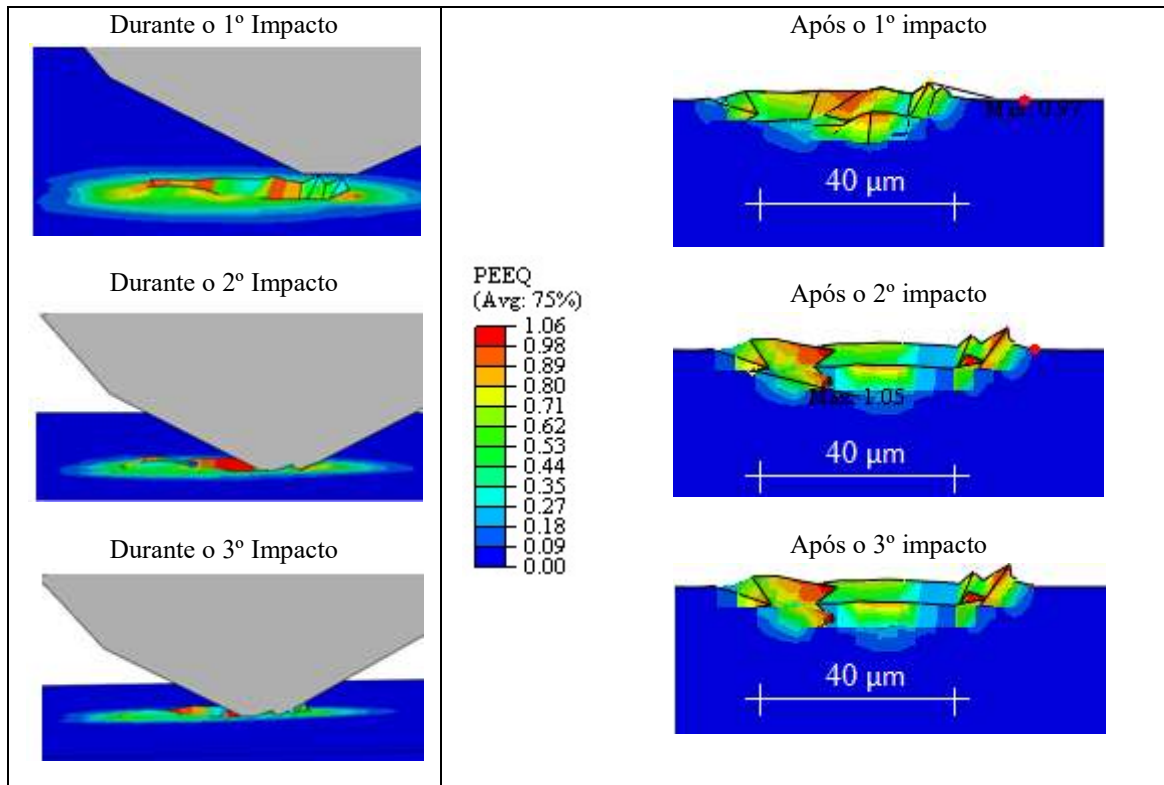 Durante o 1º Impacto
Após o 1º impacto
Max: 0.97
40 µm
Durante o 2º Impacto
Após o 2º impacto
PEEQ
(Avg: 75%)
1.06
0.98
0.89
0.80
0.71
0.62
0.53
0.44
0.35
0.27
0.18
0.09
0.00
Max: 1.05
40 µm
Durante o 3º Impacto
Após o 3º impacto
40 µm